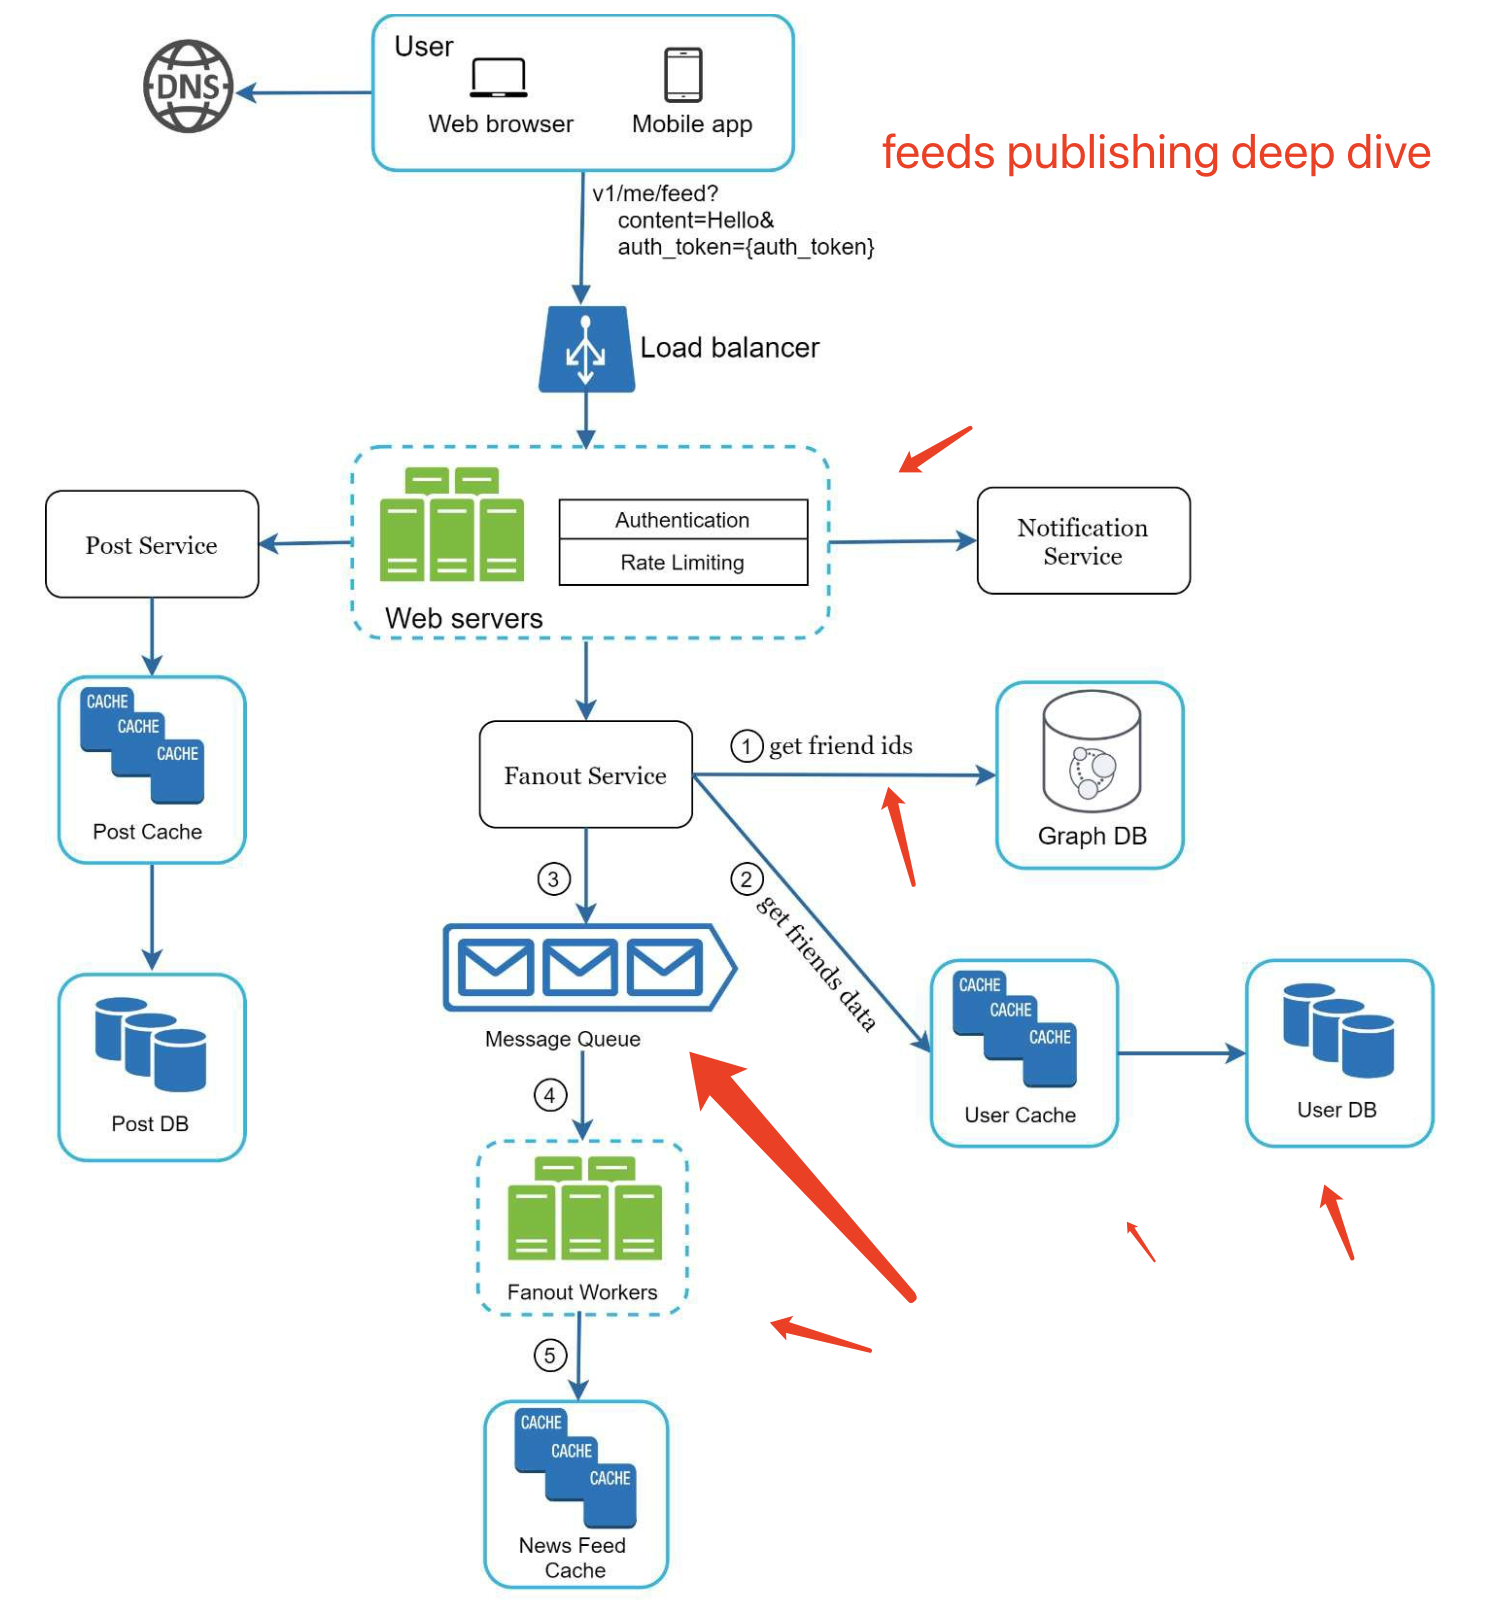 User
DNS
Web browser
Mobile app
feeds publishing deep dive
v1/me/feed?
content=Hello&
auth_token={auth_token}
Load balancer
Post Service
Authentication
Rate Limiting
Web servers
Notification
Service
CACHE
CACHE
CACHE
Post Cache
Fanout Service
1 get friend ids
Graph DB
3
2 get friends data
Message Queue
Post DB
CACHE
CACHE
CACHE
User Cache
User DB
4
Fanout Workers
5
CACHE
CACHE
CACHE
News Feed
Cache